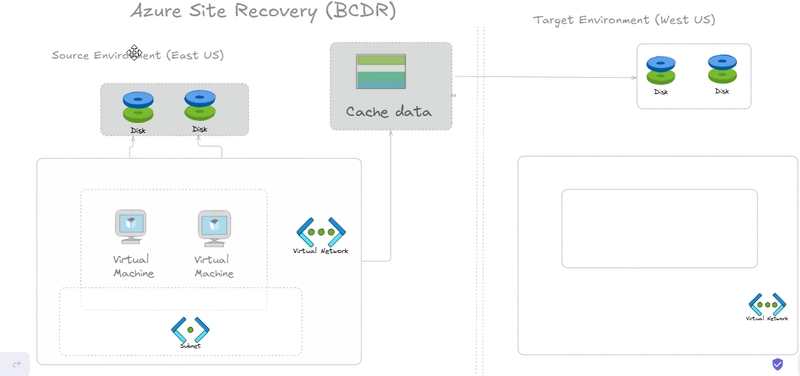 Azure Site Recovery (BCDR)
Source Environment (East US)
Target Environment (West US)
Disk
Disk
Cache data
Disk
Disk
Virtual
Machine
Virtual
Machine
Virtual Network
Subnet
Virtual Network